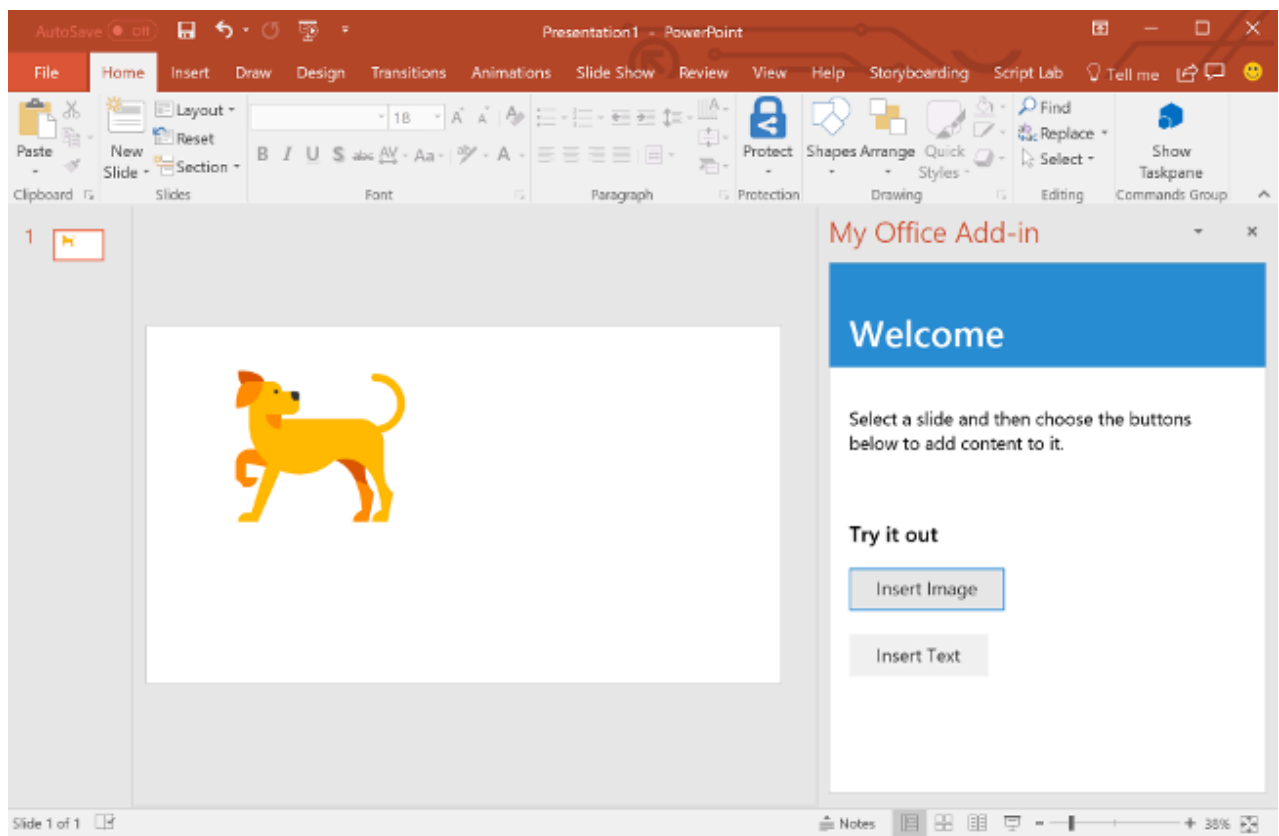 AutoSave Off Presentation1 - PowerPoint
File Home Insert Draw Design Transitions Animations Slide Show Review View Help Storyboarding Script Lab Tell me
Paste
Clipboard
New
Slide
Layout
Reset
Section
Slides
18 A A A
B I U S abc AV Aa A
Font
Paragraph
Protect
Protection
Shapes Arrange Quick
Styles
Drawing
Find
Replace
Select
Editing
Show
Taskpane
Commands Group
1
My Office Add-in
Welcome
Select a slide and then choose the buttons
below to add content to it.
Try it out
Insert Image
Insert Text
Slide 1 of 1 Notes 38%